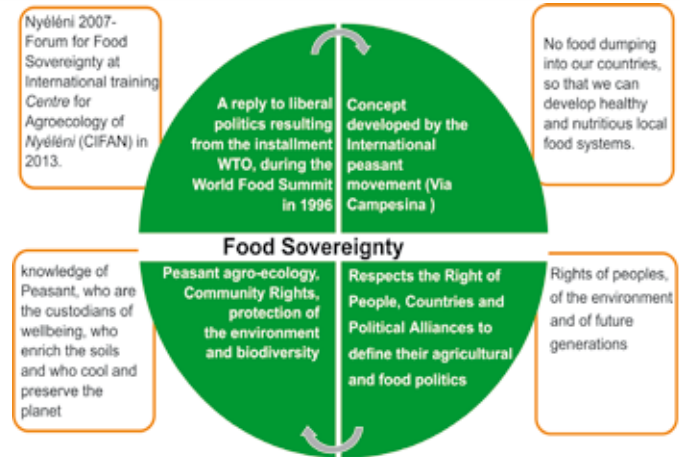 Nyéléni 2007-
Forum for Food
Sovereignty at
International training
Centre for
Agroecology of
Nyéléni (CIFAN) in
2013.
A reply to liberal
politics resulting
from the installment
WTO, during the
World Food Summit
in 1996
Concept
developed by the
International
peasant
movement (Via
Campesina )
No food dumping
into our countries,
so that we can
develop healthy
and nutritious local
food systems.
Food Sovereignty
knowledge of
Peasant, who are
the custodians of
wellbeing, who
enrich the soils
and who cool and
preserve the
planet
Peasant agro-ecology,
Community Rights,
protection of
the environment
and biodiversity
Respects the Right of
People, Countries and
Political Alliances to
define their agricultural
and food politics
Rights of peoples,
of the environment
and of future
generations